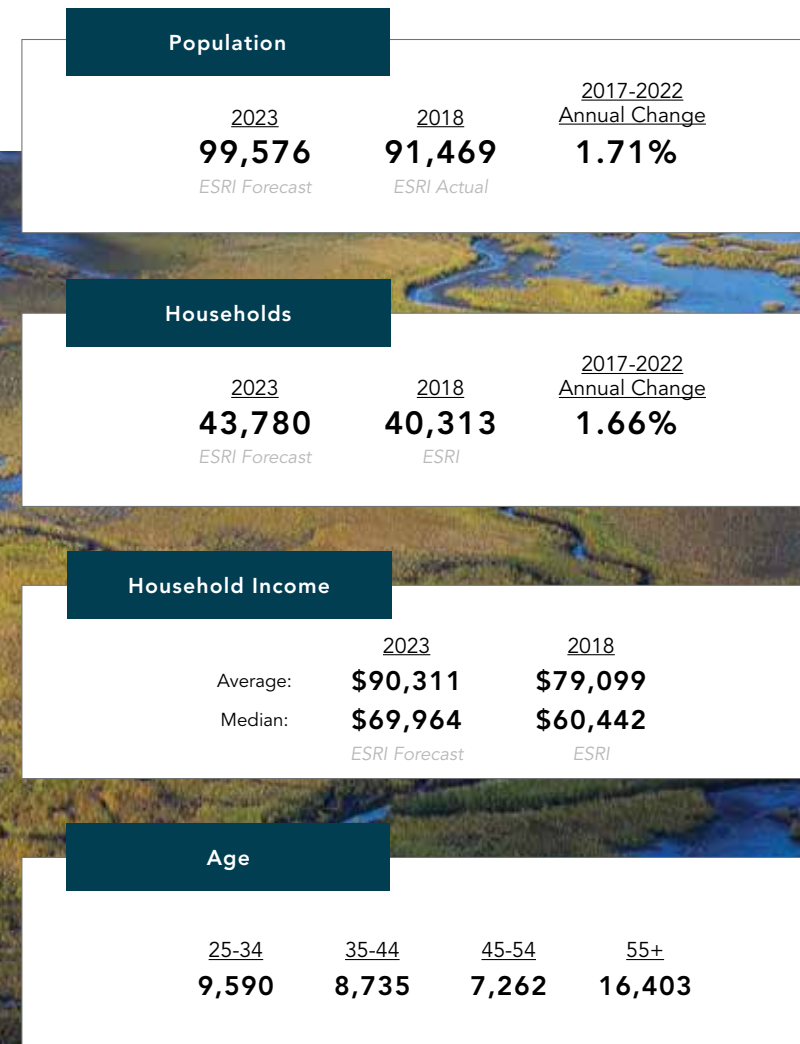 Population
2023 2018 2017-2022 Annual Change
99,576 91,469 1.71%
ESRI Forecast ESRI Actual
Households
2023 2018 2017-2022 Annual Change
43,780 40,313 1.66%
ESRI Forecast ESRI
Household Income
2023 2018
Average: $90,311 $79,099
Median: $69,964 $60,442
ESRI Forecast ESRI
Age
25-34 35-44 45-54 55+
9,590 8,735 7,262 16,403